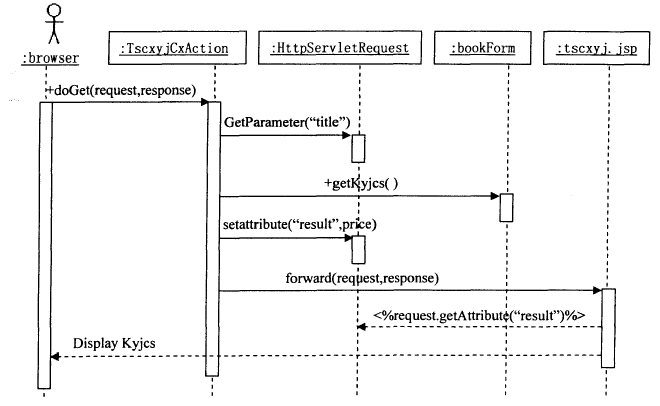 :browser
:TscxyjCxAction
:HttpServletRequest
:bookForm
:tscxyj.jsp
+doGet(request,response)
GetParameter(“title”)
+getKyjcs( )
setattribute(“result”,price)
forward(request,response)
<%request.getAttribute(“result”)%>
Display Kyjcs